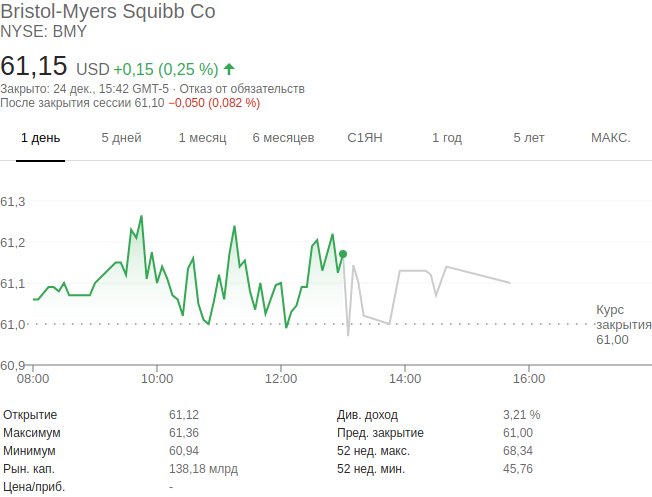 Bristol-Myers Squibb Co
NYSE: BMY
61,15 USD +0,15 (0,25 %)
Закрыто: 24 дек., 15:42 GMT-5 · Отказ от обязательств
После закрытия сессии 61,10 −0,050 (0,082 %)
1 день 5 дней 1 месяц 6 месяцев С1ЯН 1 год 5 лет МАКС.
61,3
61,2
61,1
61,0
60,9
Курс
закрытия
61,00
08:00 10:00 12:00 14:00 16:00
Открытие 61,12 Див. доход 3,21 %
Максимум 61,36 Пред. закрытие 61,00
Минимум 60,94 52 нед. макс. 68,34
Рын. кап. 138,18 млрд 52 нед. мин. 45,76
Цена/приб. -